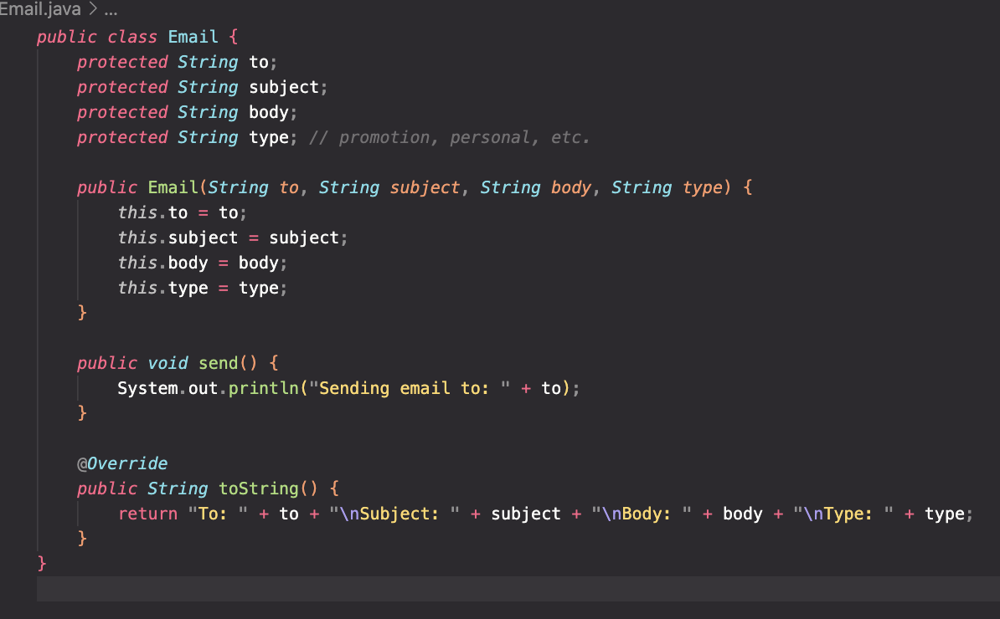 Email.java > ...
public class Email {
    protected String to;
    protected String subject;
    protected String body;
    protected String type; // promotion, personal, etc.

    public Email(String to, String subject, String body, String type) {
        this.to = to;
        this.subject = subject;
        this.body = body;
        this.type = type;
    }

    public void send() {
        System.out.println("Sending email to: " + to);
    }

    @Override
    public String toString() {
        return "To: " + to + "\nSubject: " + subject + "\nBody: " + body + "\nType: " + type;
    }
}